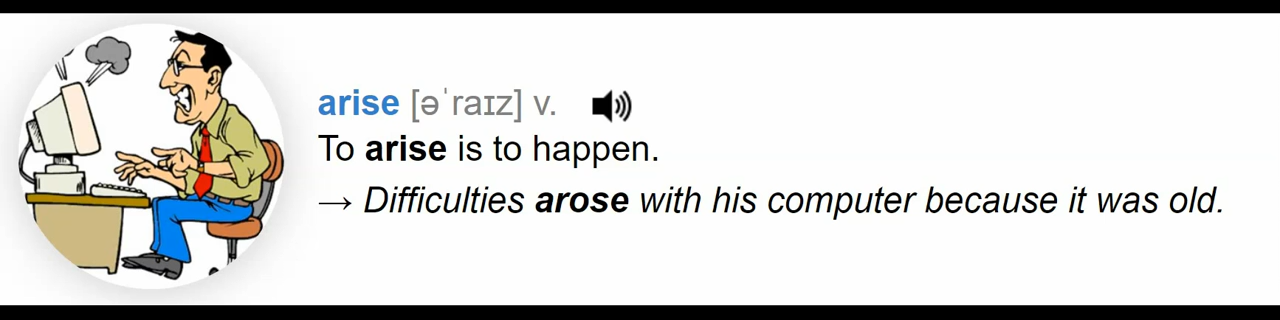 arise [əˈraɪz] v.
To arise is to happen.
→ Difficulties arose with his computer because it was old.